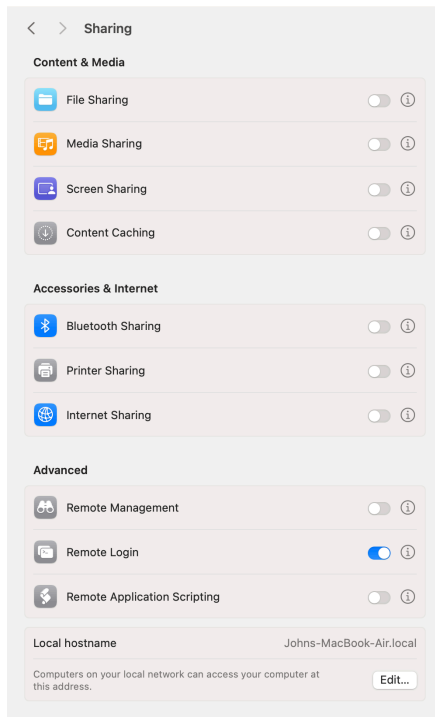 Sharing
Content & Media
File Sharing
Media Sharing
Screen Sharing
Content Caching
Accessories & Internet
Bluetooth Sharing
Printer Sharing
Internet Sharing
Advanced
Remote Management
Remote Login
Remote Application Scripting
Local hostname Johns-MacBook-Air.local
Computers on your local network can access your computer at
this address.
Edit...